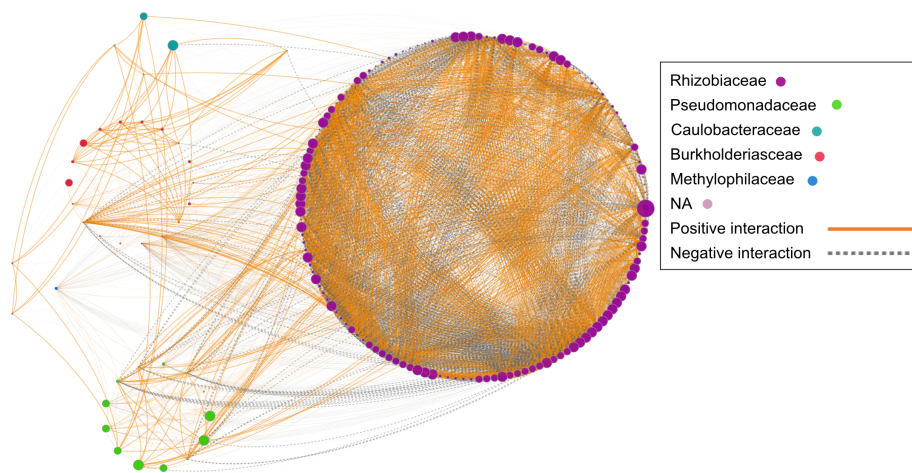 Rhizobiaceae
Pseudomonadaceae
Caulobacteraceae
Burkholderiasceae
Methylophilaceae
NA
Positive interaction
Negative interaction